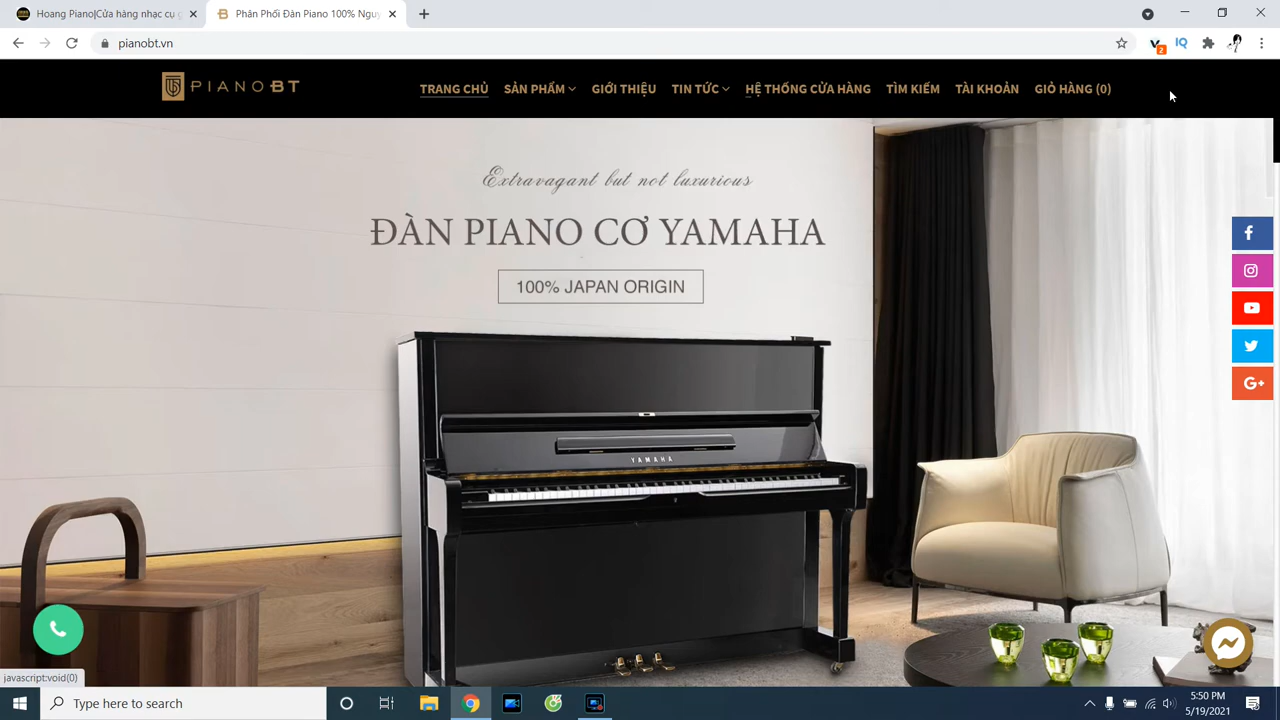 Hoang Piano|Cửa hàng nhạc cụ g
Phân Phối Đàn Piano 100% Nguy
pianobt.vn
2
IQ
PIANO BT
TRANG CHỦ
SẢN PHẨM
GIỚI THIỆU
TIN TỨC
HỆ THỐNG CỬA HÀNG
TÌM KIẾM
TÀI KHOẢN
GIỎ HÀNG (0)
Extravagant but not luxurious
ĐÀN PIANO CƠ YAMAHA
100% JAPAN ORIGIN
YAMAHA
javascript:void(0)
Type here to search
5:50 PM
5/19/2021